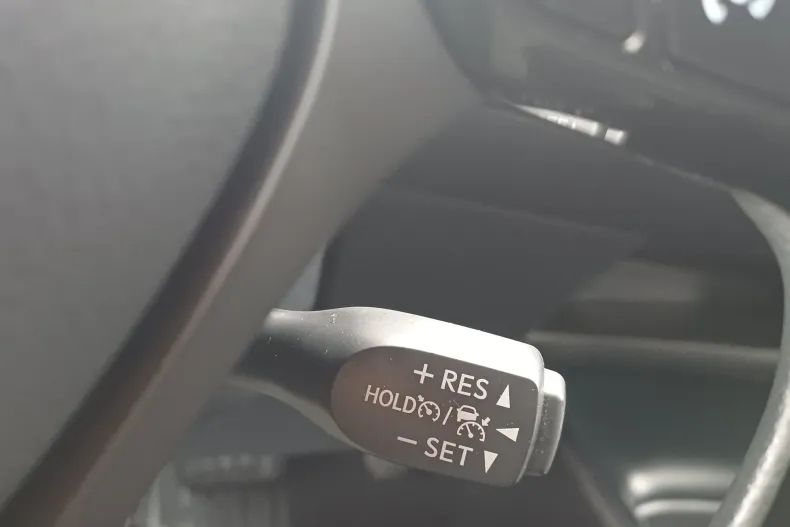 + RES
HOLD /
− SET